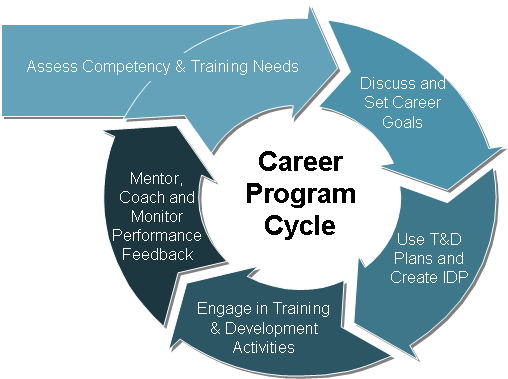 Assess Competency & Training Needs
Discuss and
Set Career
Goals
Career
Program
Cycle
Use T&D
Plans and
Create IDP
Engage in Training
& Development
Activities
Mentor,
Coach and
Monitor
Performance
Feedback